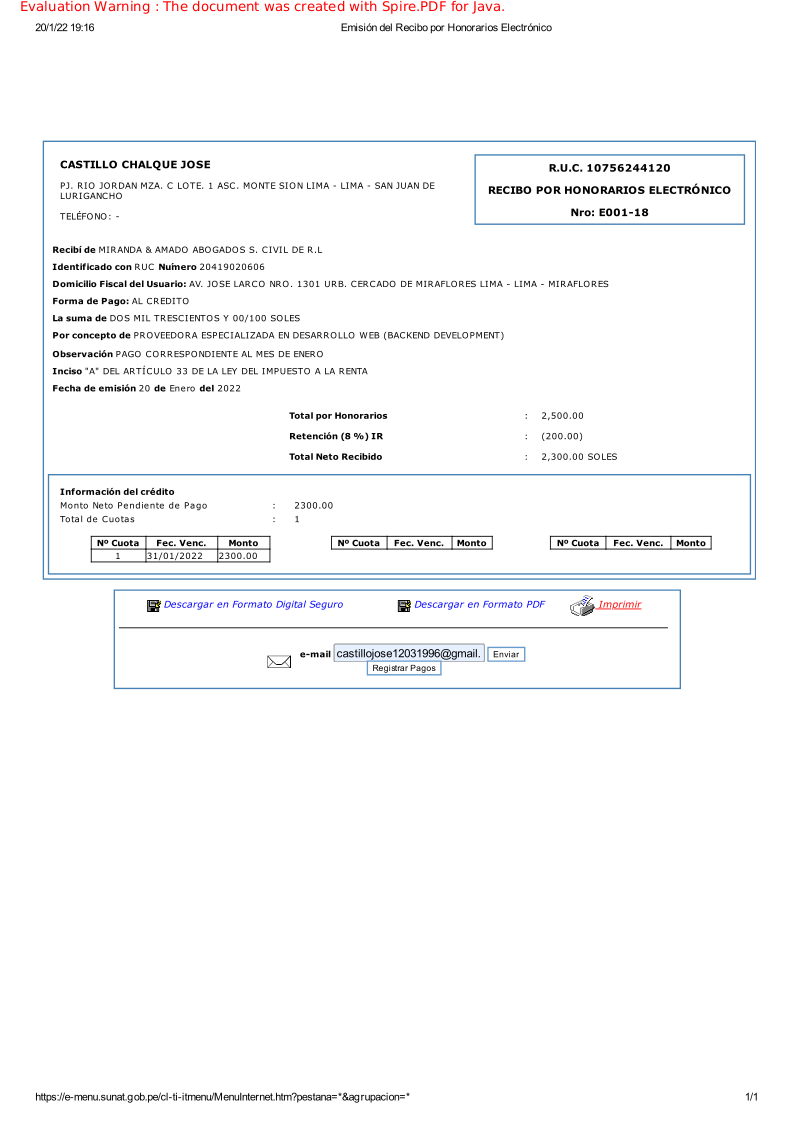 Evaluation Warning : The document was created with Spire.PDF for Java.
20/1/22 19:16 Emisión del Recibo por Honorarios Electrónico
CASTILLO CHALQUE JOSE
PJ. RIO JORDAN MZA. C LOTE. 1 ASC. MONTE SION LIMA - LIMA - SAN JUAN DE
LURIGANCHO
TELÉFONO: -
R.U.C. 10756244120
RECIBO POR HONORARIOS ELECTRÓNICO
Nro: E001-18
Recibí de MIRANDA & AMADO ABOGADOS S. CIVIL DE R.L
Identificado con RUC Número 20419020606
Domicilio Fiscal del Usuario: AV. JOSE LARCO NRO. 1301 URB. CERCADO DE MIRAFLORES LIMA - LIMA - MIRAFLORES
Forma de Pago: AL CREDITO
La suma de DOS MIL TRESCIENTOS Y 00/100 SOLES
Por concepto de PROVEEDORA ESPECIALIZADA EN DESARROLLO WEB (BACKEND DEVELOPMENT)
Observación PAGO CORRESPONDIENTE AL MES DE ENERO
Inciso "A" DEL ARTÍCULO 33 DE LA LEY DEL IMPUESTO A LA RENTA
Fecha de emisión 20 de Enero del 2022
Total por Honorarios : 2,500.00
Retención (8 %) IR : (200.00)
Total Neto Recibido : 2,300.00 SOLES
Información del crédito
Monto Neto Pendiente de Pago : 2300.00
Total de Cuotas : 1
Nº Cuota Fec. Venc. Monto Nº Cuota Fec. Venc. Monto Nº Cuota Fec. Venc. Monto
1 31/01/2022 2300.00
Descargar en Formato Digital Seguro Descargar en Formato PDF Imprimir
e-mail castillojose12031996@gmail. Enviar
Registrar Pagos
https://e-menu.sunat.gob.pe/cl-ti-itmenu/MenuInternet.htm?pestana=*&agrupacion=* 1/1